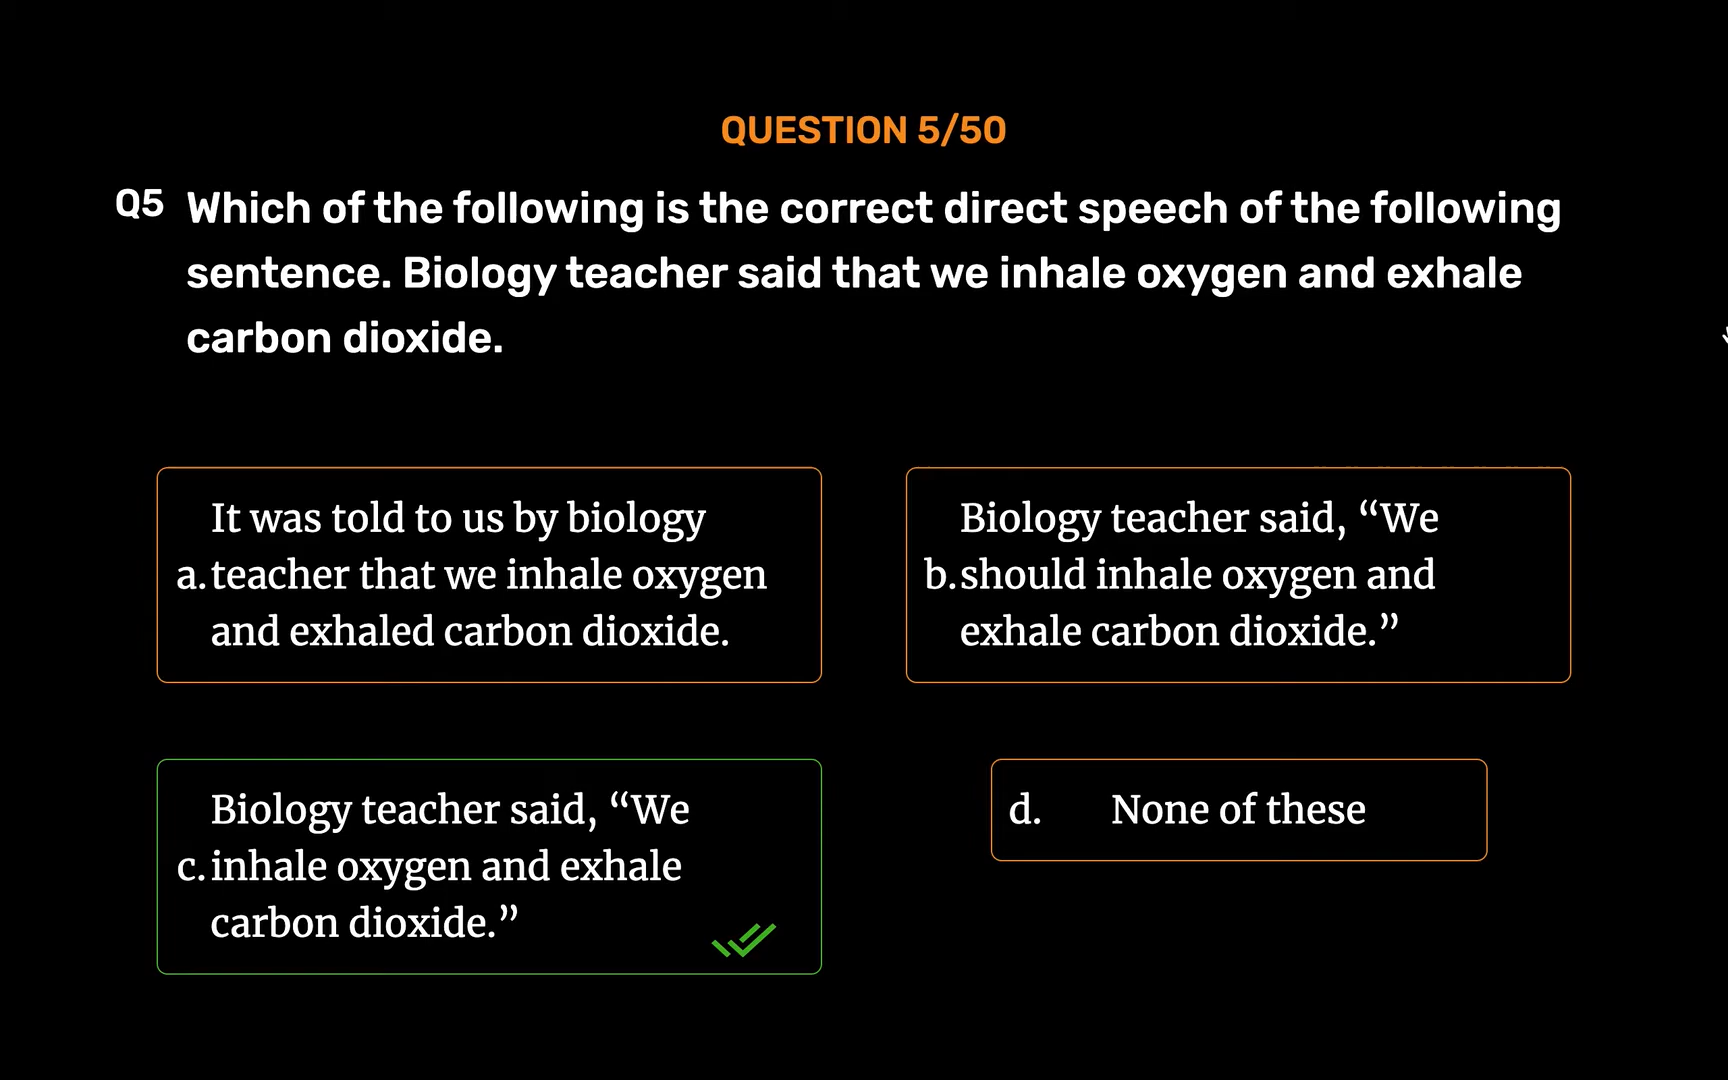 QUESTION 5/50
Q5 Which of the following is the correct direct speech of the following
sentence. Biology teacher said that we inhale oxygen and exhale
carbon dioxide.
It was told to us by biology
a. teacher that we inhale oxygen
and exhaled carbon dioxide.
Biology teacher said, “We
b. should inhale oxygen and
exhale carbon dioxide.”
Biology teacher said, “We
c. inhale oxygen and exhale
carbon dioxide.”
d. None of these